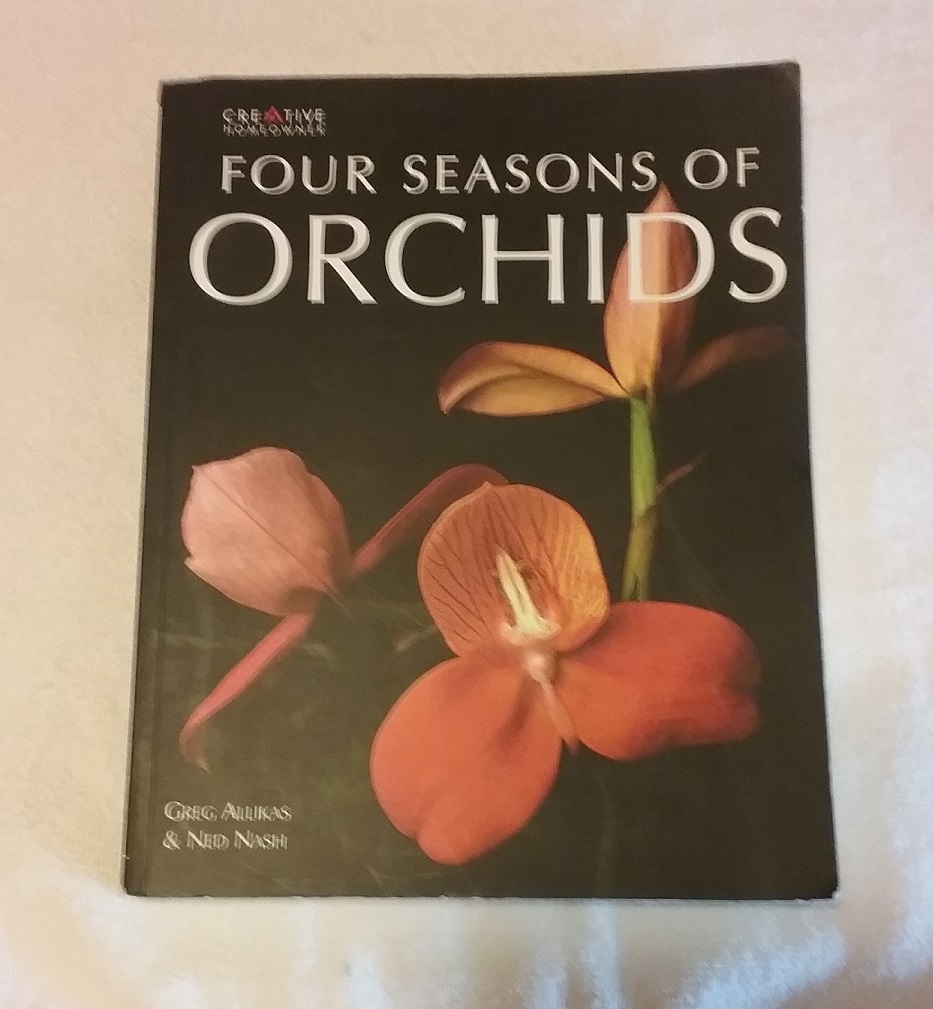 CREATIVE
HOMEOWNER
FOUR SEASONS OF
ORCHIDS
GREG ALLIKAS
& NED NASH